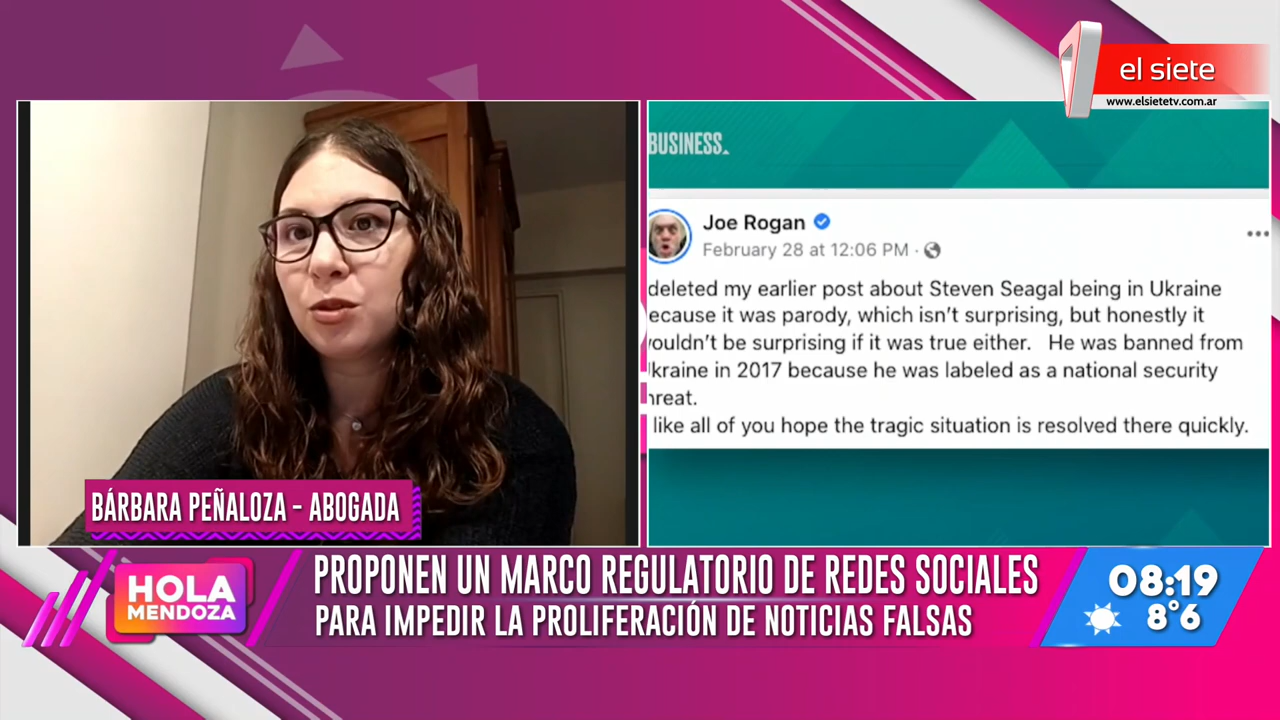 el siete
www.elsietetv.com.ar
BUSINESS
Joe Rogan
February 28 at 12:06 PM ·
deleted my earlier post about Steven Seagal being in Ukraine
ecause it was parody, which isn't surprising, but honestly it
ouldn't be surprising if it was true either. He was banned from
kraine in 2017 because he was labeled as a national security
reat.
like all of you hope the tragic situation is resolved there quickly.
BÁRBARA PEÑALOZA - ABOGADA
HOLA
MENDOZA
PROPONEN UN MARCO REGULATORIO DE REDES SOCIALES
PARA IMPEDIR LA PROLIFERACIÓN DE NOTICIAS FALSAS
08:19
8°6